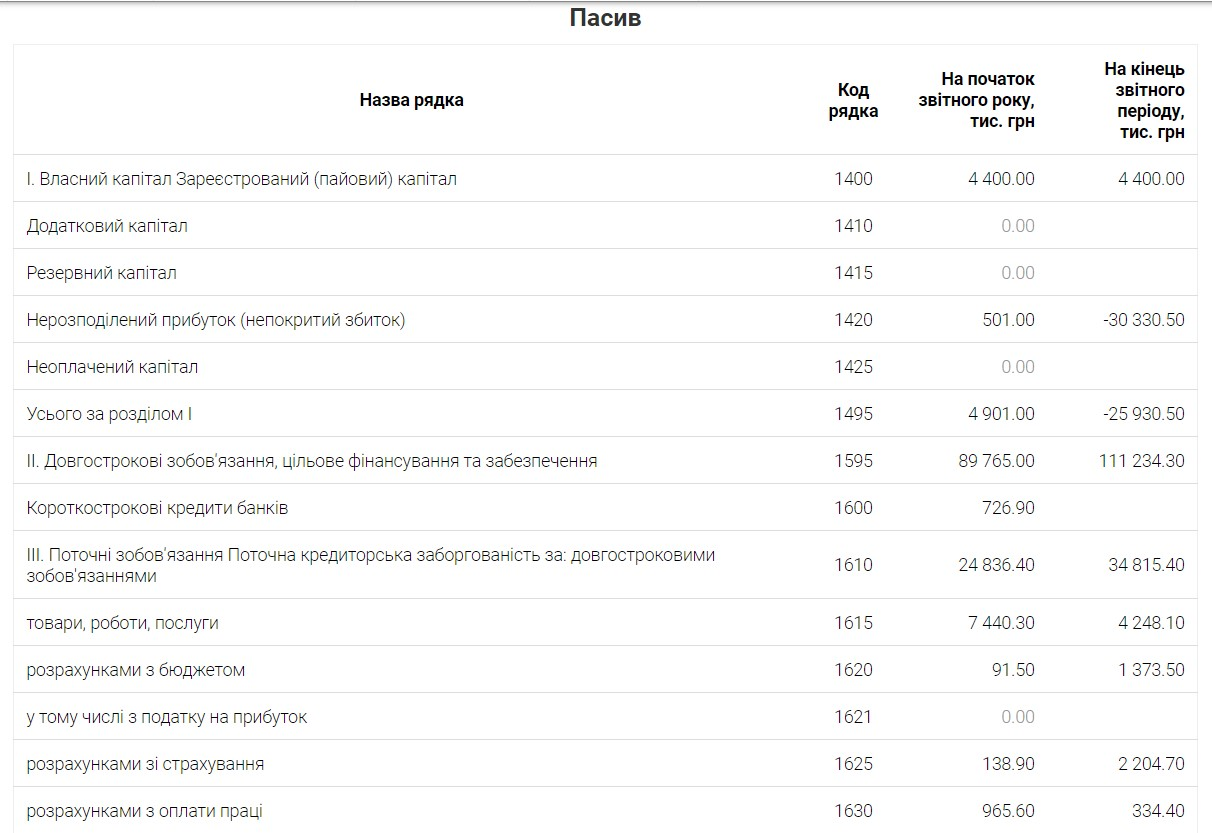 Пасив
Назва рядка Код рядка На початок звітного року, тис. грн На кінець звітного періоду, тис. грн
І. Власний капітал Зареєстрований (пайовий) капітал 1400 4 400.00 4 400.00
Додатковий капітал 1410 0.00
Резервний капітал 1415 0.00
Нерозподілений прибуток (непокритий збиток) 1420 501.00 -30 330.50
Неоплачений капітал 1425 0.00
Усього за розділом І 1495 4 901.00 -25 930.50
ІІ. Довгострокові зобов'язання, цільове фінансування та забезпечення 1595 89 765.00 111 234.30
Короткострокові кредити банків 1600 726.90
ІІІ. Поточні зобов'язання Поточна кредиторська заборгованість за: довгостроковими
зобов'язаннями 1610 24 836.40 34 815.40
товари, роботи, послуги 1615 7 440.30 4 248.10
розрахунками з бюджетом 1620 91.50 1 373.50
у тому числі з податку на прибуток 1621 0.00
розрахунками зі страхування 1625 138.90 2 204.70
розрахунками з оплати праці 1630 965.60 334.40